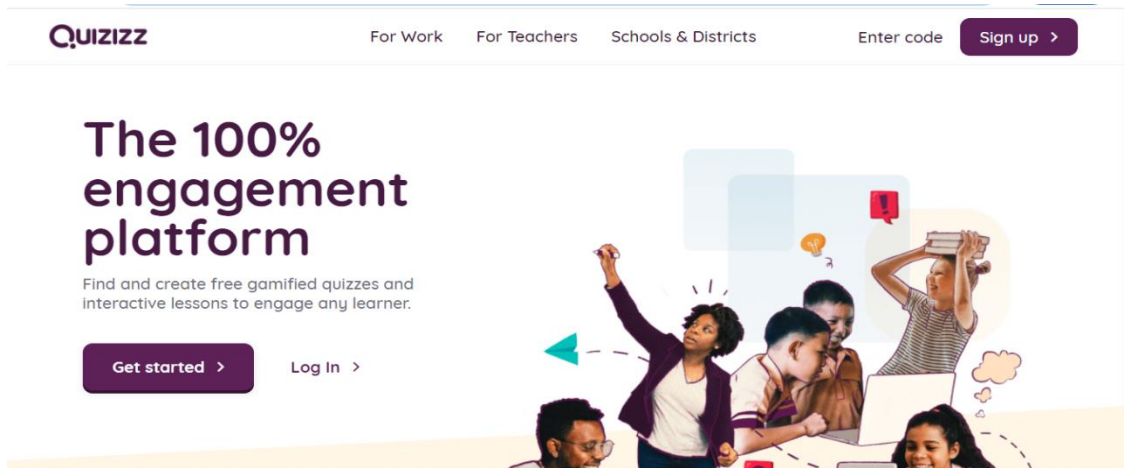 QUIZIZZ
For Work For Teachers Schools & Districts Enter code Sign up >
The 100%
engagement
platform
Find and create free gamified quizzes and
interactive lessons to engage any learner.
Get started > Log In >